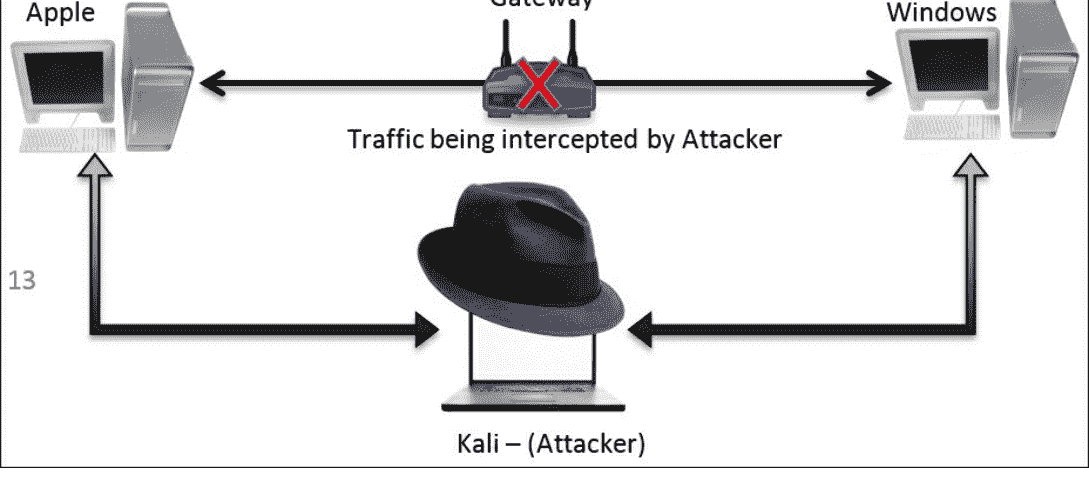 Gateway
Apple
Windows
Traffic being intercepted by Attacker
13
Kali – (Attacker)